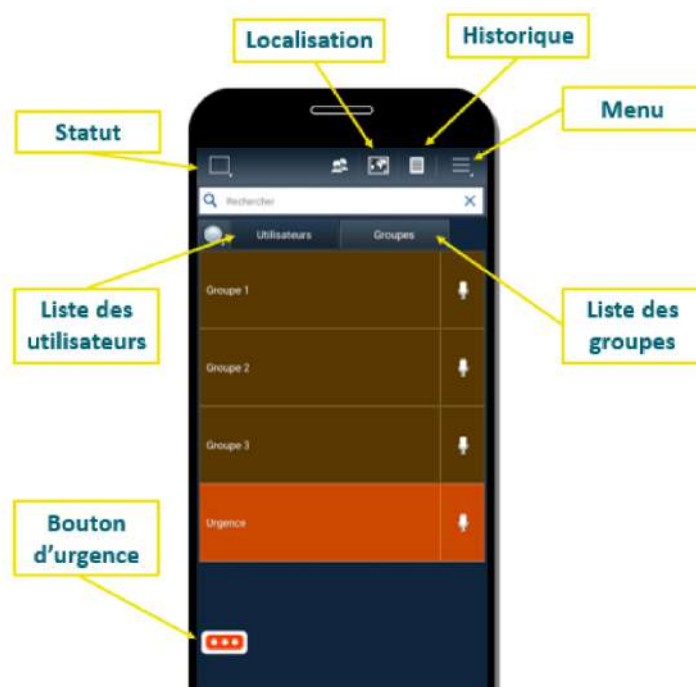 Localisation
Historique
Statut
Menu
Rechercher
Utilisateurs
Groupes
Liste des
utilisateurs
Liste des
groupes
Groupe 1
Groupe 2
Groupe 3
Urgence
Bouton
d'urgence